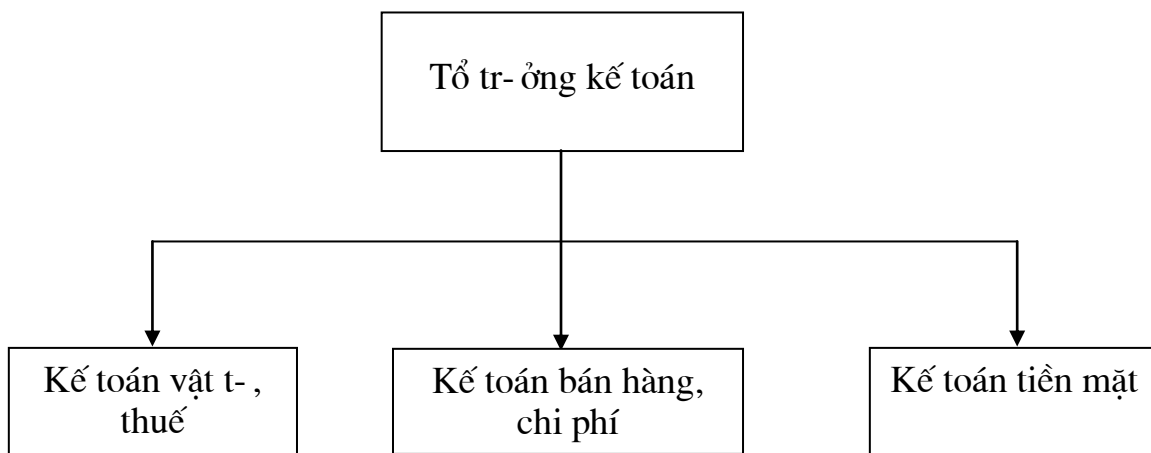 Tổ tr- ởng kế toán
Kế toán vật t- ,
thuế
Kế toán bán hàng,
chi phí
Kế toán tiền mặt